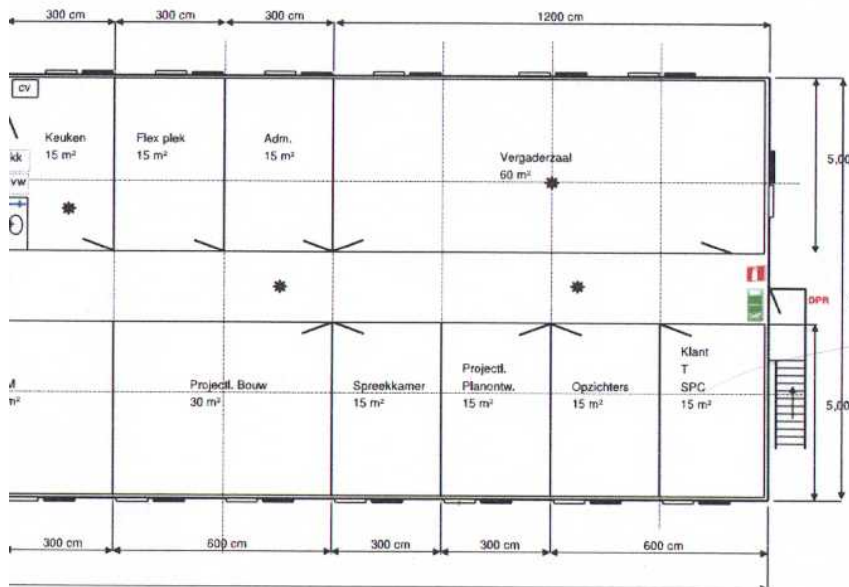 300 cm
300 cm
300 cm
1200 cm
CV
Keuken
15 m²
Flex plek
15 m²
Adm.
15 m²
Vergaderzaal
60 m²
kk
vw
5,00
DPR
M
m²
Projectl. Bouw
30 m²
Spreekkamer
15 m²
Projectl.
Planontw.
15 m²
Opzichters
15 m²
Klant
T
SPC
15 m²
5,00
300 cm
600 cm
300 cm
300 cm
600 cm